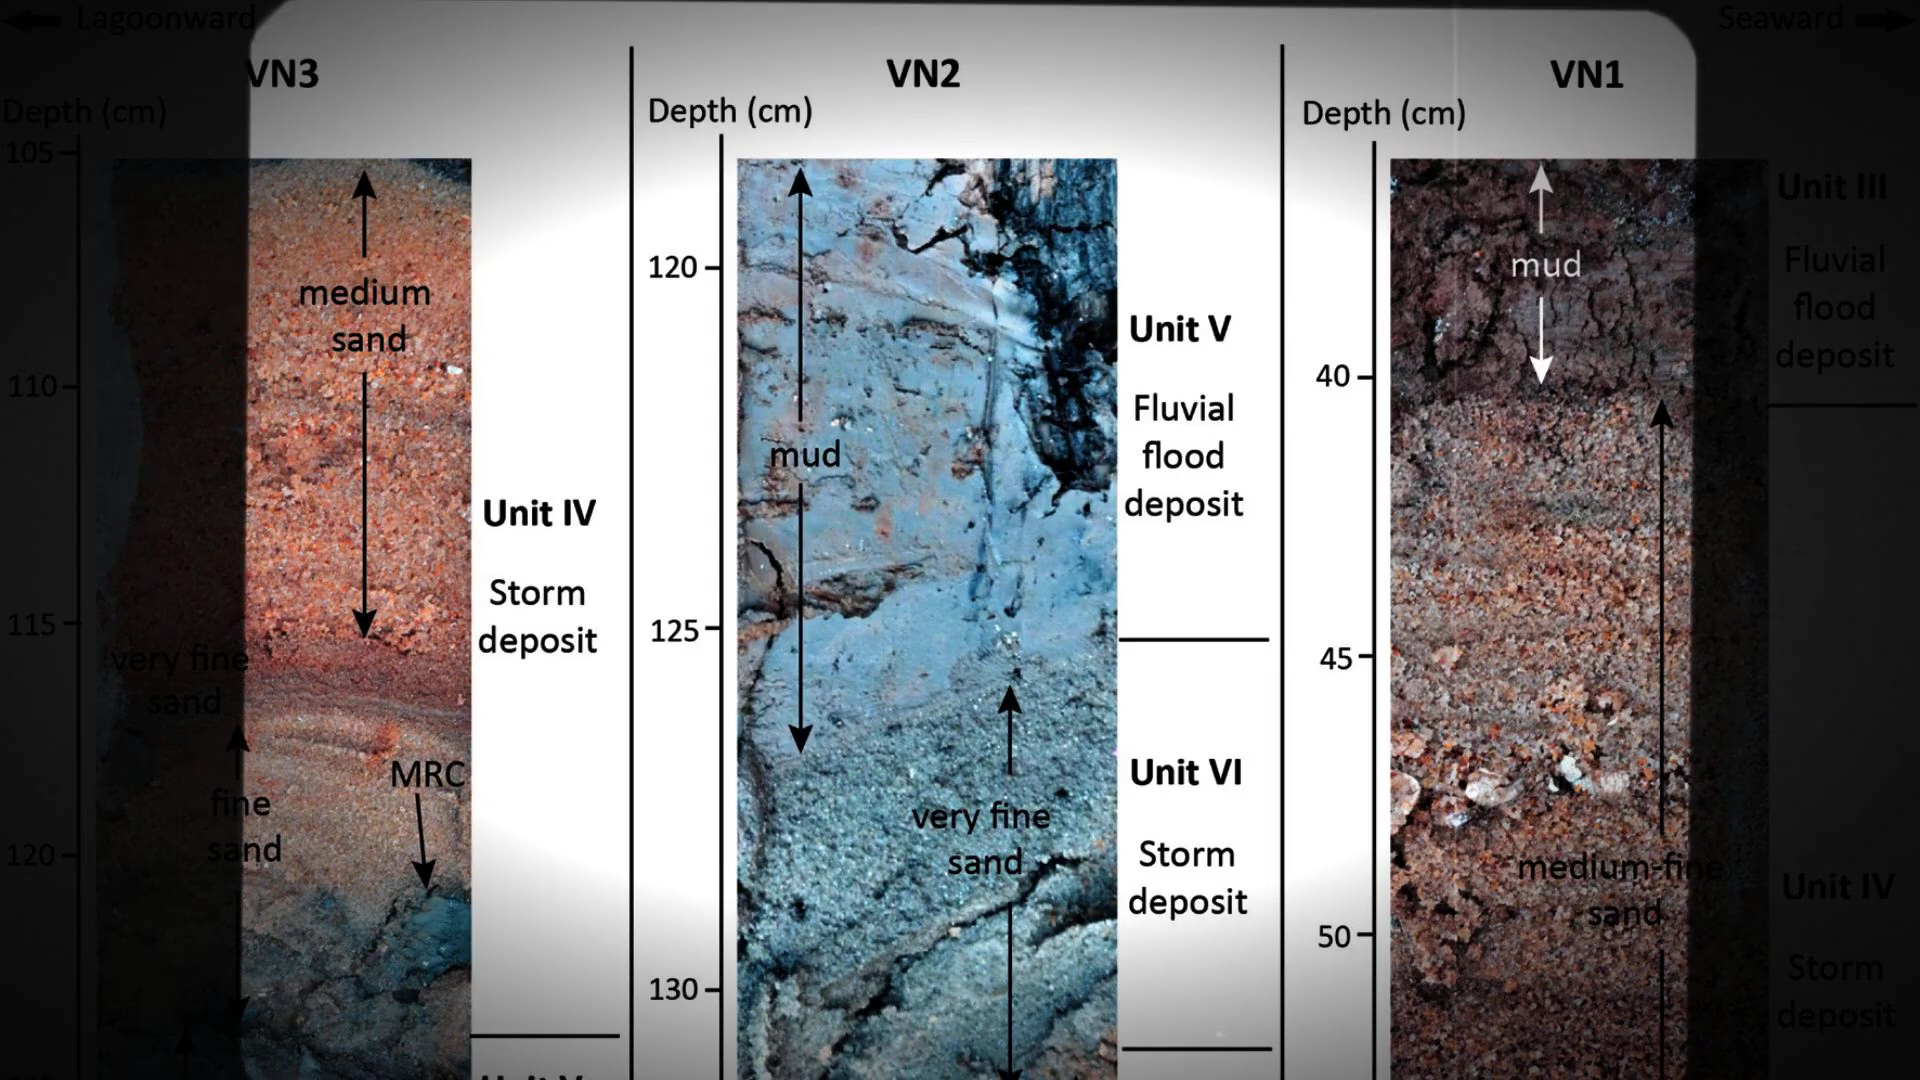 Lagoonward
Seaward
VN3
VN2
VN1
Depth (cm)
105
110
115
120
medium
sand
very fine
sand
fine
sand
MRC
Unit IV
Storm
deposit
Depth (cm)
120
125
130
mud
very fine
sand
Unit V
Fluvial
flood
deposit
Unit VI
Storm
deposit
Depth (cm)
40
45
50
mud
medium-fine
sand
Unit III
Fluvial
flood
deposit
Unit IV
Storm
deposit